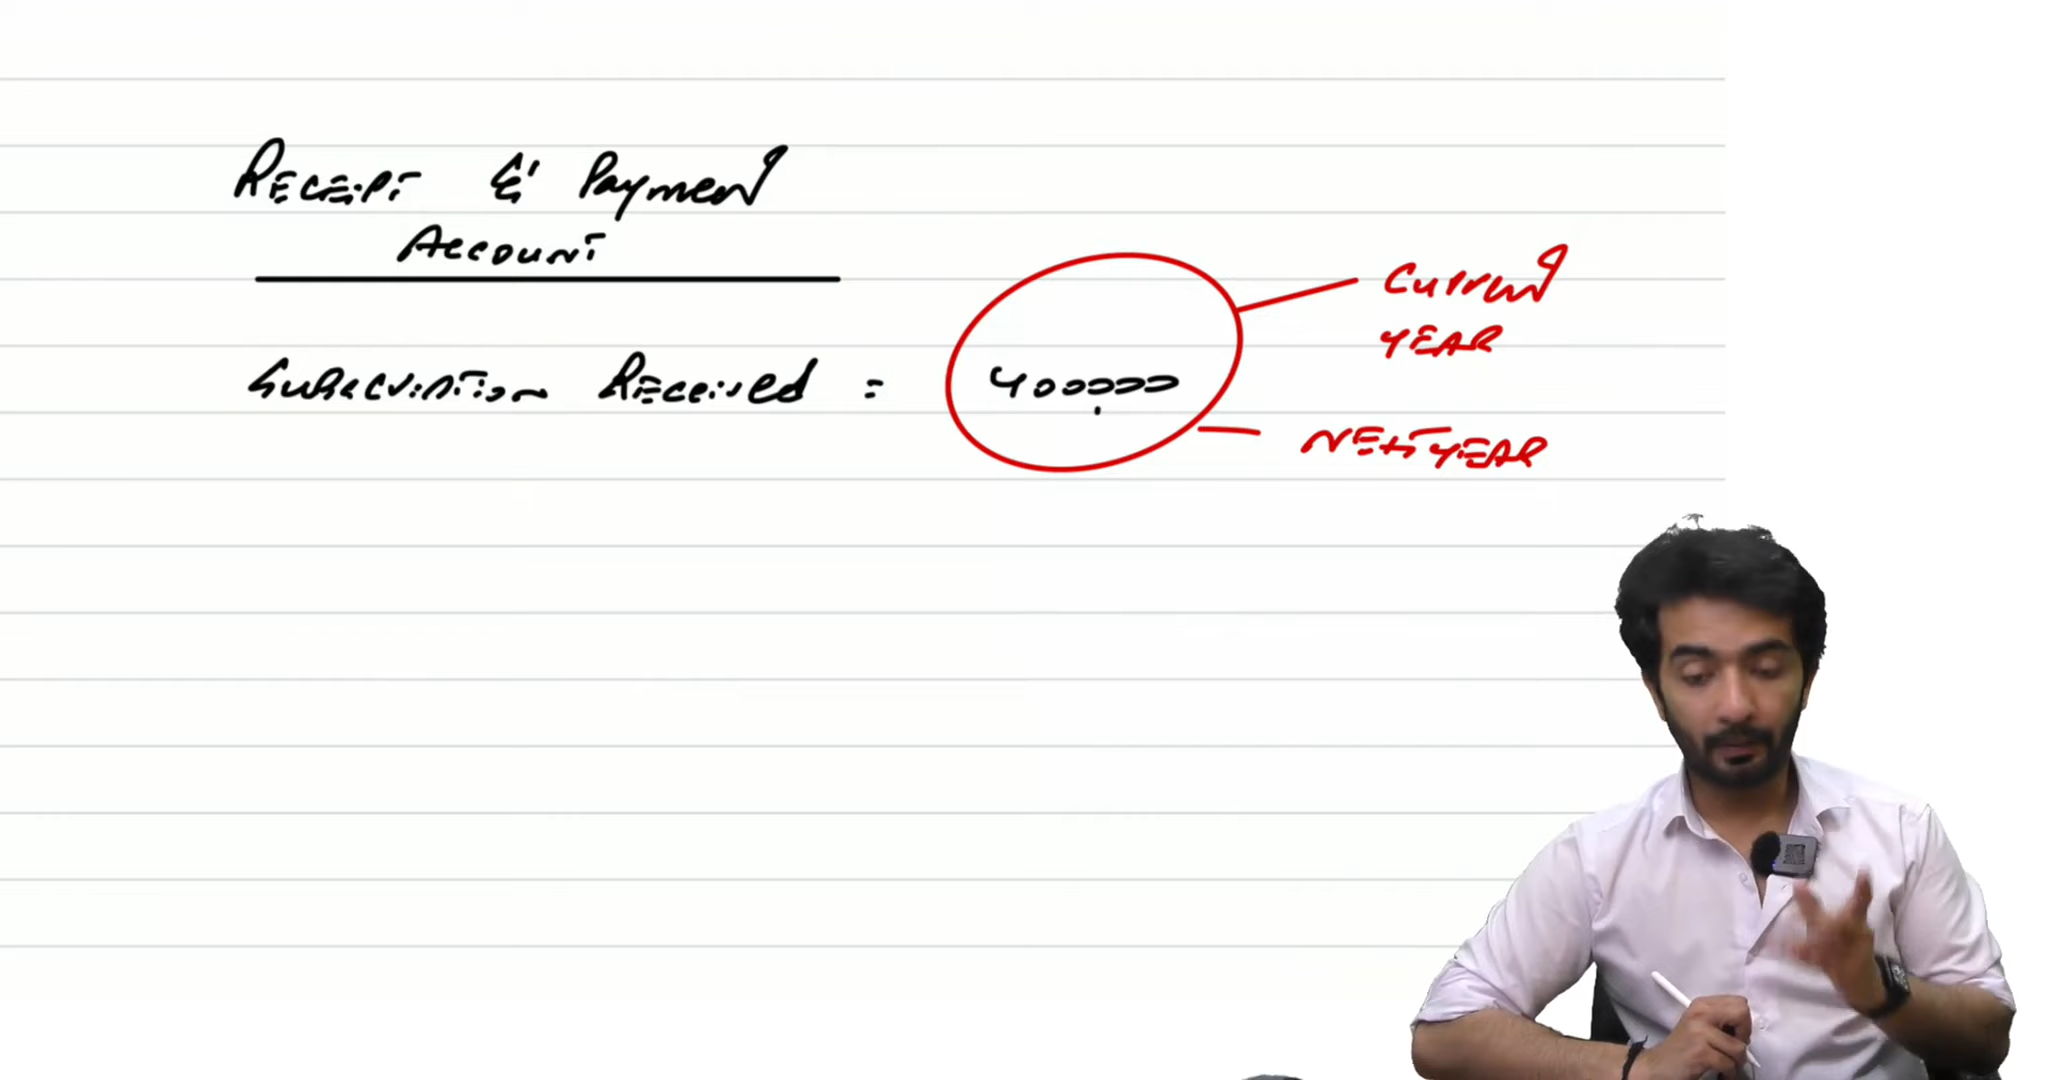 Receipt & Payment
Account
Subscription Received = 400000
Current
Year
Next Year